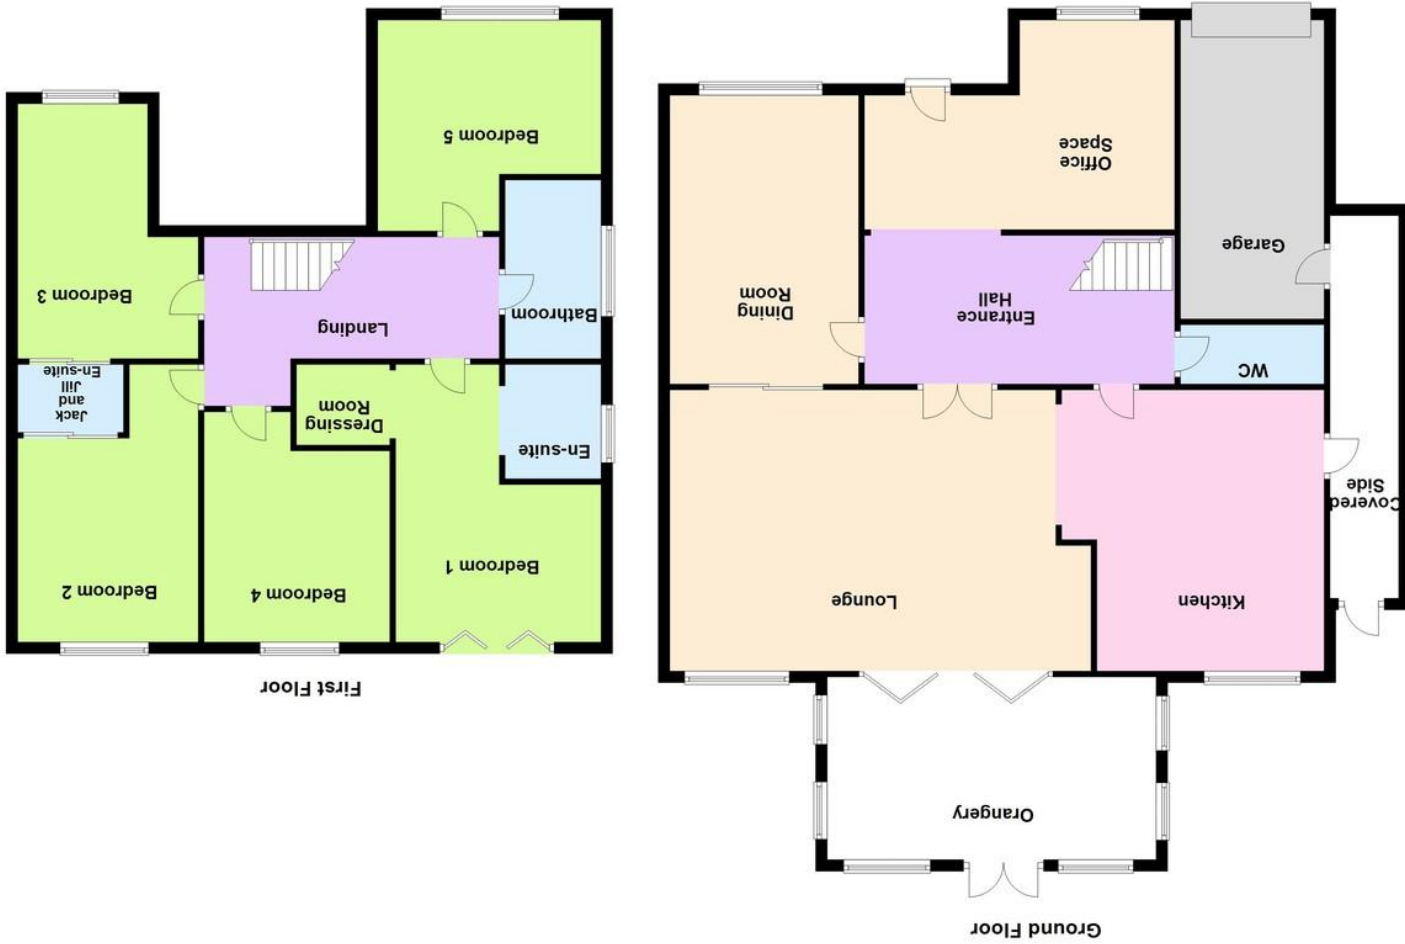 Ground Floor
Orangery
Lounge
Kitchen
Covered
Side
WC
Entrance
Hall
Dining
Room
Garage
Office
Space
First Floor
Bedroom 1
Bedroom 4
Bedroom 2
En-suite
Dressing
Room
Jack
and
Jill
En-suite
Landing
Bathroom
Bedroom 3
Bedroom 5